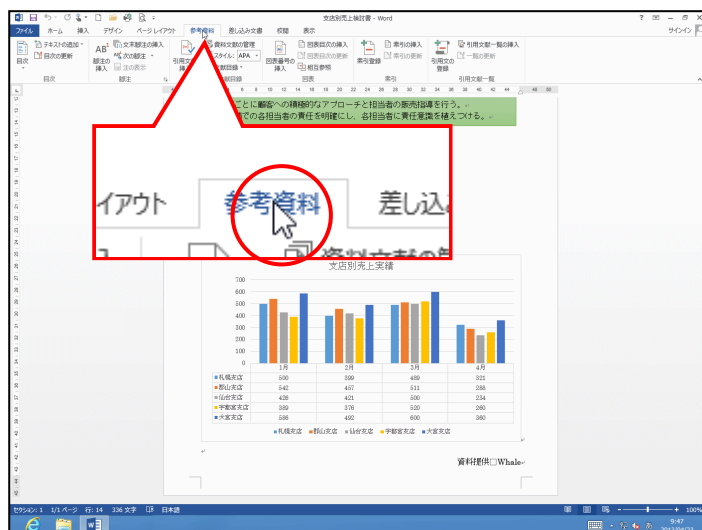 支店別売上検討書 - Word
ファイル ホーム 挿入 デザイン ページ レイアウト 参考資料 差し込み文書 校閲 表示
サインイン
目次
テキストの追加
目次の更新
目次
AB
脚注の挿入
文末脚注の挿入
次の脚注
注の表示
脚注
引用文
資料文献の管理
スタイル: APA
文献目録
図表番号の挿入
図表目次の挿入
図表目次の更新
相互参照
図表
索引登録
索引の挿入
索引の更新
索引
引用文の登録
引用文献一覧の挿入
一覧の更新
引用文献一覧
ごとに顧客への積極的なアプローチと担当者の販売指導を行う。
での各担当者の責任を明確にし、各担当者に責任意識を植えつける。
イアウト 参考資料 差し込
資料文献の管
支店別売上実績
700
600
500
400
300
200
100
0
1月 2月 3月 4月
札幌支店 500 399 489 321
郡山支店 542 457 511 288
仙台支店 426 421 500 234
宇都宮支店 389 376 520 260
大宮支店 586 492 600 360
札幌支店 郡山支店 仙台支店 宇都宮支店 大宮支店
資料提供□Whale
セクション: 1 1/1 ページ 行: 14 336 文字 日本語
100%
9:47